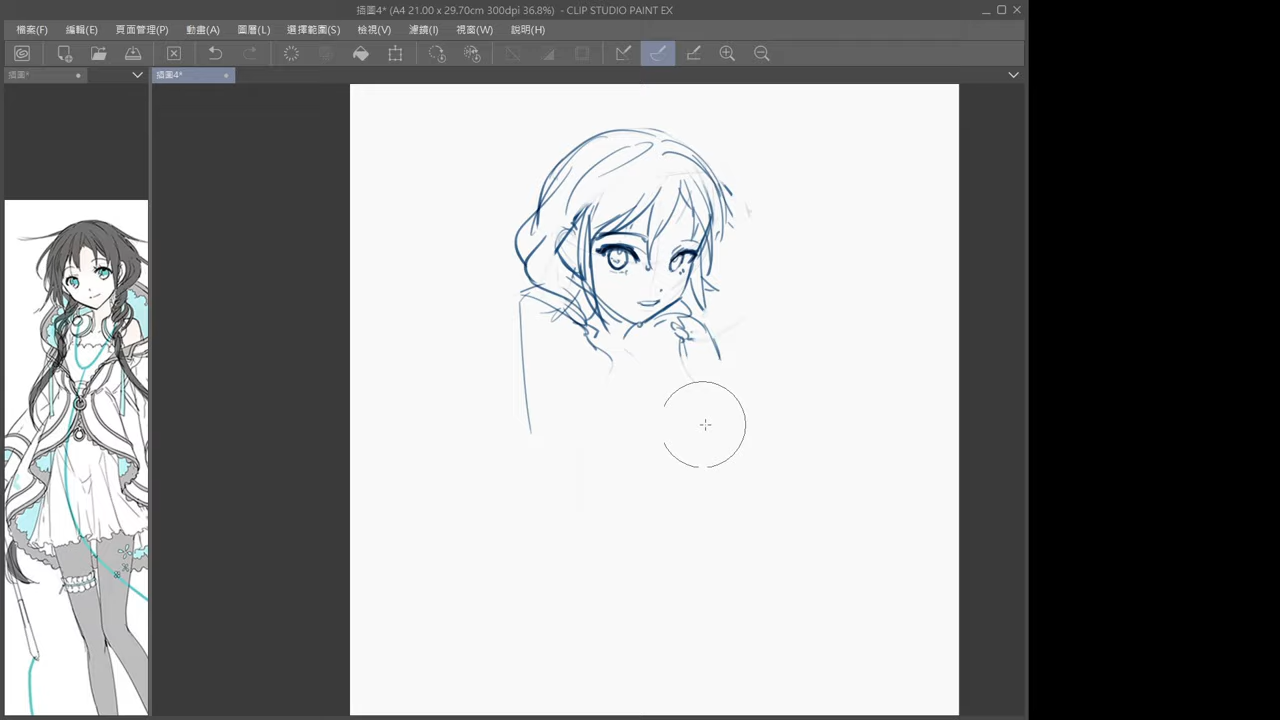 插圖4* (A4 21.00 x 29.70cm 300dpi 36.8%) - CLIP STUDIO PAINT EX
檔案(F) 編輯(E) 頁面管理(P) 動畫(A) 圖層(L) 選擇範圍(S) 檢視(V) 濾鏡(I) 視窗(W) 說明(H)
插圖* 插圖4*